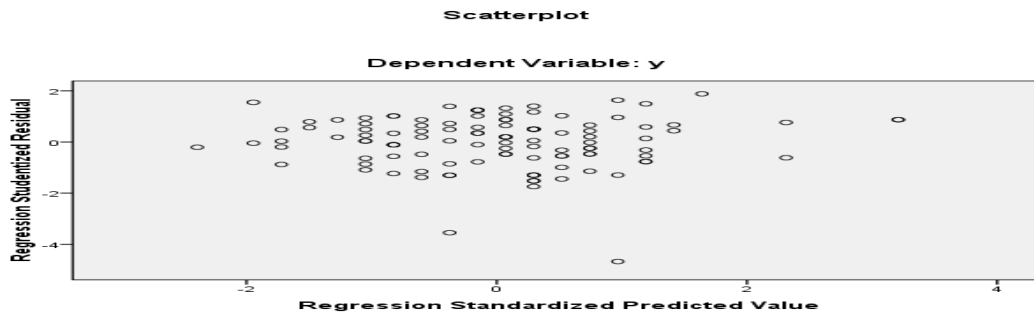 Scatterplot
Dependent Variable: y
Regression Studentized Residual
2
0
-2
-4
-2 0 2 4
Regression Standardized Predicted Value